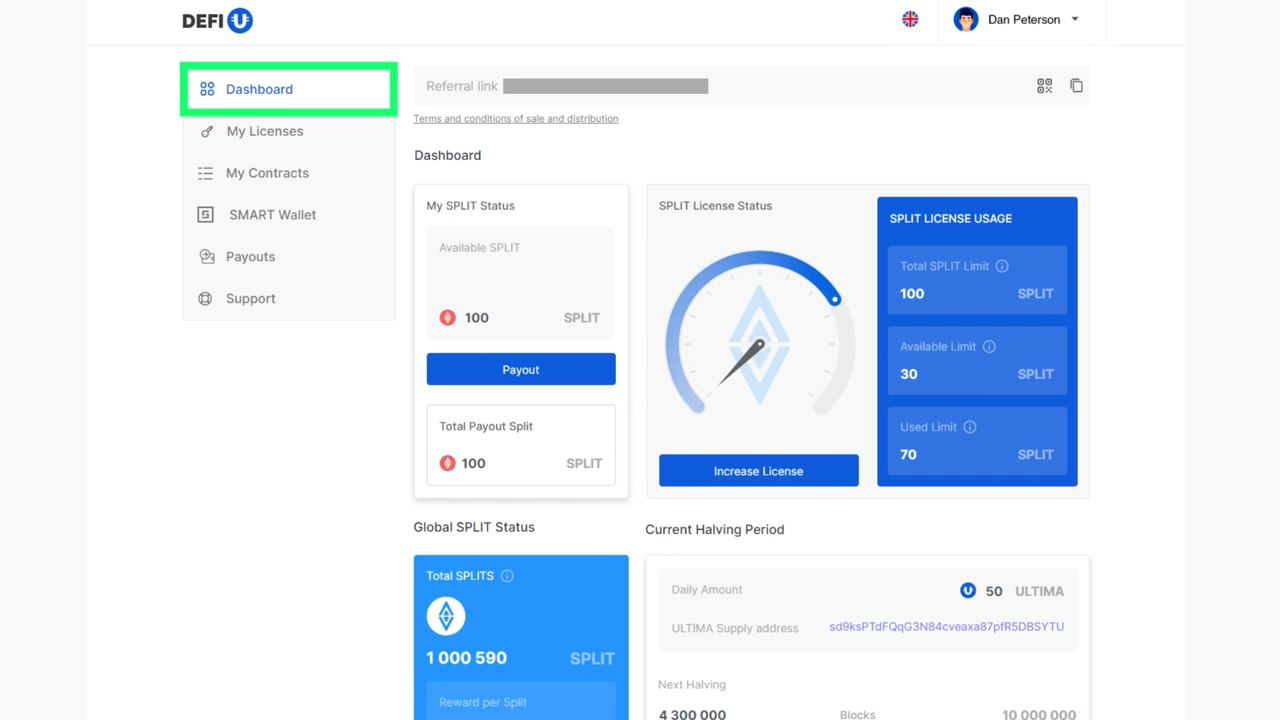 DEFI U
Dan Peterson
Dashboard
My Licenses
My Contracts
SMART Wallet
Payouts
Support
Referral link
Terms and conditions of sale and distribution
Dashboard
My SPLIT Status
Available SPLIT
100 SPLIT
Payout
Total Payout Split
100 SPLIT
SPLIT License Status
Increase License
SPLIT LICENSE USAGE
Total SPLIT Limit
100 SPLIT
Available Limit
30 SPLIT
Used Limit
70 SPLIT
Global SPLIT Status
Total SPLITS
1 000 590 SPLIT
Reward per Split
Current Halving Period
Daily Amount 50 ULTIMA
ULTIMA Supply address sd9ksPTdFQqG3N84cveaxa87pfR5DBSYTU
Next Halving
4 300 000 Blocks 10 000 000